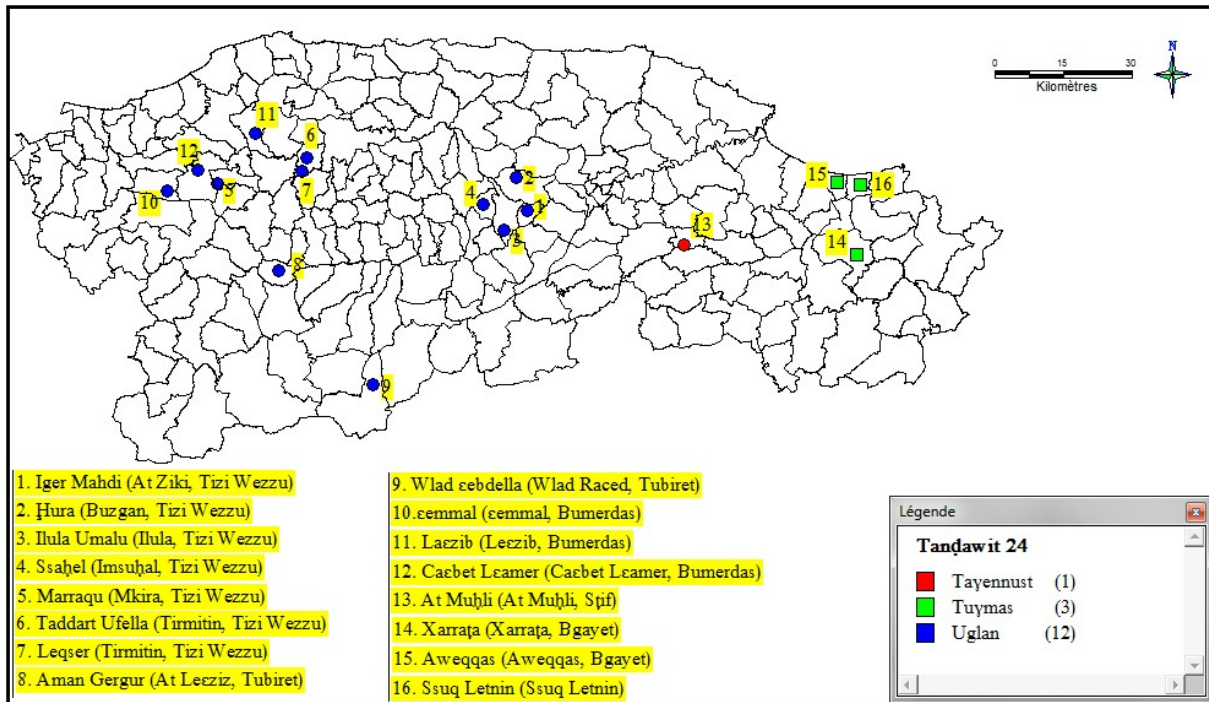 N
0 15 30
Kilomètres
11
6
12
7
5
10
2
4
1
3
15
16
13
14
8
9
1. Iger Mahdi (At Ziki, Tizi Wezzu)
2. Ḥura (Buzgan, Tizi Wezzu)
3. Ilula Umalu (Ilula, Tizi Wezzu)
4. Ssaḥel (Imsuḥal, Tizi Wezzu)
5. Marraqu (Mkira, Tizi Wezzu)
6. Taddart Ufella (Tirmitin, Tizi Wezzu)
7. Leqser (Tirmitin, Tizi Wezzu)
8. Aman Gergur (At Leɛziz, Tubiret)
9. Wlad ɛebdella (Wlad Raced, Tubiret)
10.ɛemmal (ɛemmal, Bumerdas)
11. Laɛzib (Leɛzib, Bumerdas)
12. Caɛbet Lɛamer (Caɛbet Lɛamer, Bumerdas)
13. At Muḥli (At Muḥli, Sṭif)
14. Xarraṭa (Xarraṭa, Bgayet)
15. Aweqqas (Aweqqas, Bgayet)
16. Ssuq Letnin (Ssuq Letnin)
Légende
Tanḍawit 24
Taɣennust (1)
Tuɣmas (3)
Uglan (12)